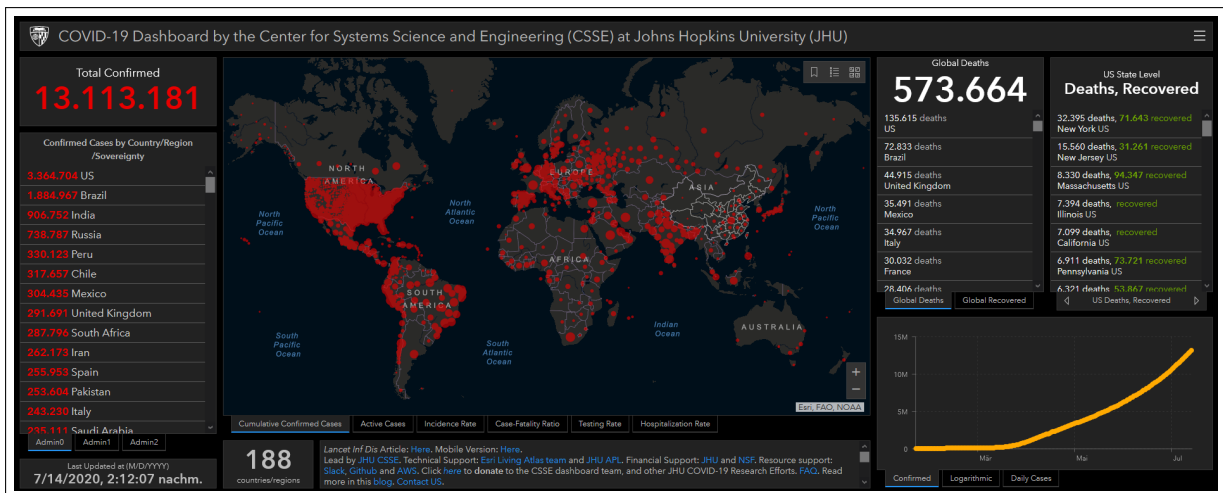 COVID-19 Dashboard by the Center for Systems Science and Engineering (CSSE) at Johns Hopkins University (JHU)
Total Confirmed
13.113.181
Confirmed Cases by Country/Region
/Sovereignty
3.364.704 US
1.884.967 Brazil
906.752 India
738.787 Russia
330.123 Peru
317.657 Chile
304.435 Mexico
291.691 United Kingdom
287.796 South Africa
262.173 Iran
255.953 Spain
253.604 Pakistan
243.230 Italy
235.111 Saudi Arabia
Admin0 Admin1 Admin2
Last Updated at (M/D/YYYY)
7/14/2020, 2:12:07 nachm.
NORTH
AMERICA
EUROPE
ASIA
North
Pacific
Ocean
North
Atlantic
Ocean
North
Pacific
Ocean
AFRICA
SOUTH
AMERICA
Indian
Ocean
AUSTRALIA
South
Pacific
Ocean
South
Atlantic
Ocean
+
−
Esri, FAO, NOAA
Cumulative Confirmed Cases Active Cases Incidence Rate Case-Fatality Ratio Testing Rate Hospitalization Rate
188
countries/regions
Lancet Inf Dis Article: Here. Mobile Version: Here.
Lead by JHU CSSE. Technical Support: Esri Living Atlas team and JHU APL. Financial Support: JHU and NSF. Resource support:
Slack, Github and AWS. Click here to donate to the CSSE dashboard team, and other JHU COVID-19 Research Efforts. FAQ. Read
more in this blog. Contact US.
Global Deaths
573.664
135.615 deaths
US
72.833 deaths
Brazil
44.915 deaths
United Kingdom
35.491 deaths
Mexico
34.967 deaths
Italy
30.032 deaths
France
28.406 deaths
Global Deaths Global Recovered
US State Level
Deaths, Recovered
32.395 deaths, 71.643 recovered
New York US
15.560 deaths, 31.261 recovered
New Jersey US
8.330 deaths, 94.347 recovered
Massachusetts US
7.394 deaths, recovered
Illinois US
7.099 deaths, recovered
California US
6.911 deaths, 73.721 recovered
Pennsylvania US
6.321 deaths, 53.867 recovered
US Deaths, Recovered
15M
10M
5M
0
Mär Mai Jul
Confirmed Logarithmic Daily Cases